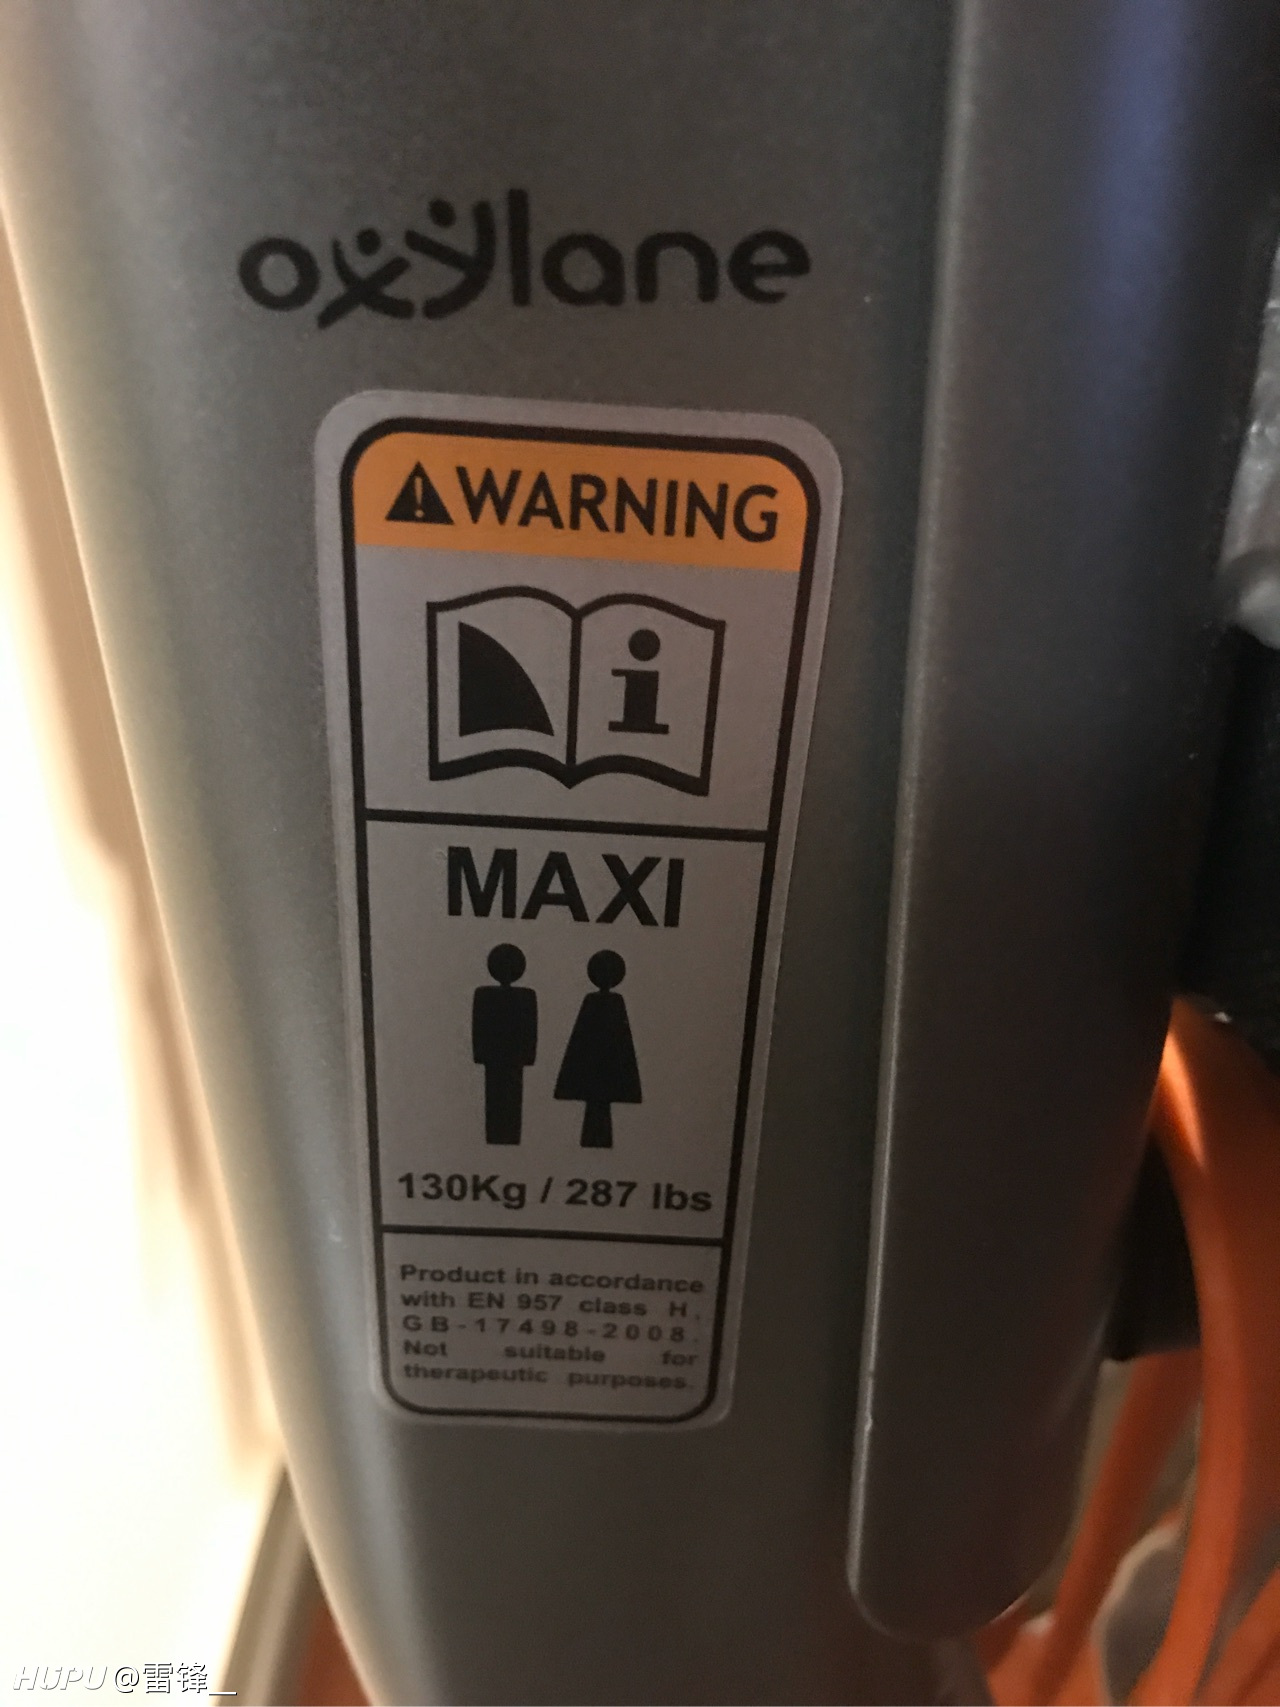 oxylane
WARNING
i
MAXI
130Kg / 287 lbs
Product in accordance
with EN 957 class H,
GB-17498-2008.
Not suitable for
therapeutic purposes.
HUPU @雷锋__